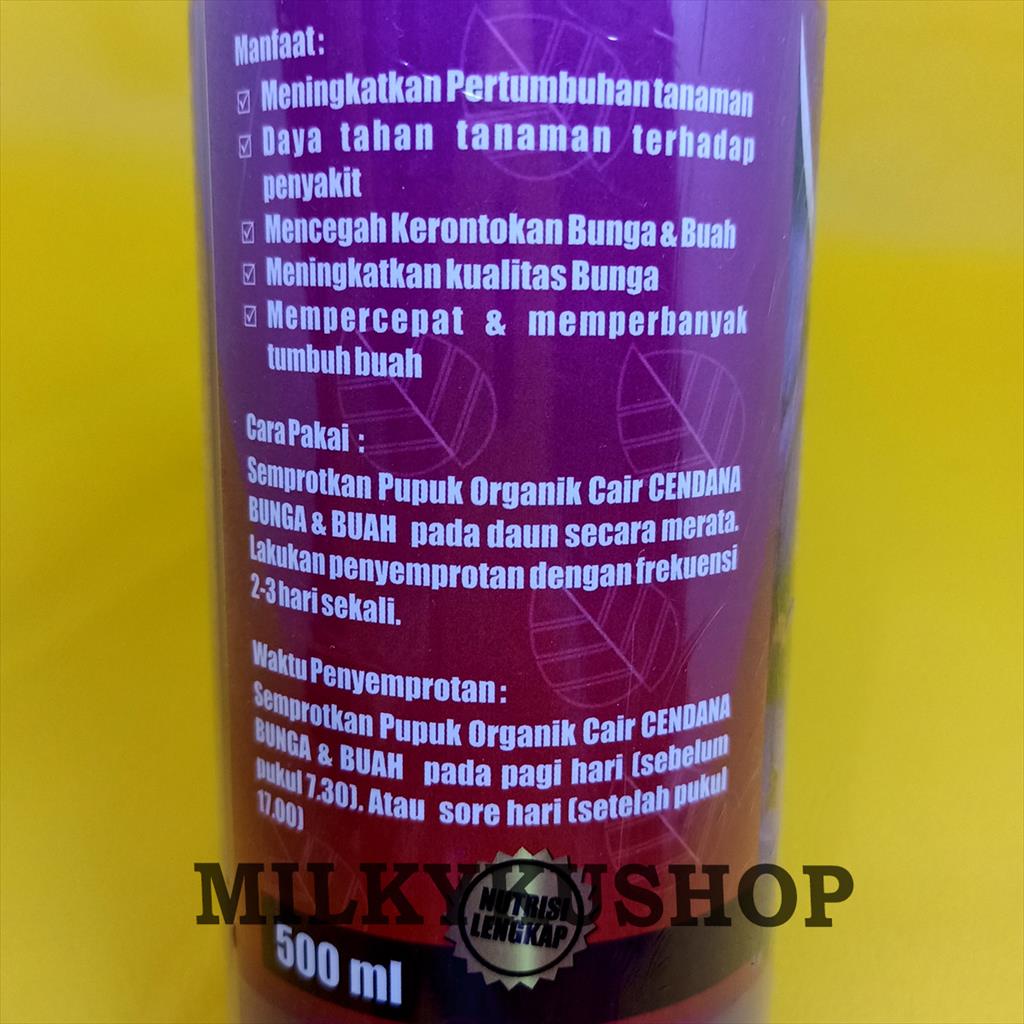 Manfaat :
☑ Meningkatkan Pertumbuhan tanaman
☑ Daya tahan tanaman terhadap
penyakit
☑ Mencegah Kerontokan Bunga & Buah
☑ Meningkatkan kualitas Bunga
☑ Mempercepat & memperbanyak
tumbuh buah
Cara Pakai :
Semprotkan Pupuk Organik Cair CENDANA
BUNGA & BUAH pada daun secara merata.
Lakukan penyemprotan dengan frekuensi
2-3 hari sekali.
Waktu Penyemprotan :
Semprotkan Pupuk Organik Cair CENDANA
BUNGA & BUAH pada pagi hari (sebelum
pukul 7.30). Atau sore hari (setelah pukul
17.00)
MILKYKUSHOP
NUTRISI
LENGKAP
500 ml